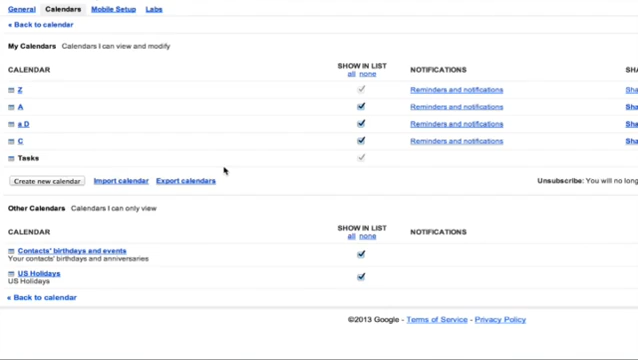 General Calendars Mobile Setup Labs
« Back to calendar
My Calendars Calendars I can view and modify
CALENDAR SHOW IN LIST NOTIFICATIONS
all none
Z Reminders and notifications
A Reminders and notifications
a D Reminders and notifications
C Reminders and notifications
Tasks
Create new calendar Import calendar Export calendars Unsubscribe: You will no long
Other Calendars Calendars I can only view
CALENDAR SHOW IN LIST NOTIFICATIONS
all none
Contacts' birthdays and events
Your contacts' birthdays and anniversaries
US Holidays
US Holidays
« Back to calendar
©2013 Google - Terms of Service - Privacy Policy